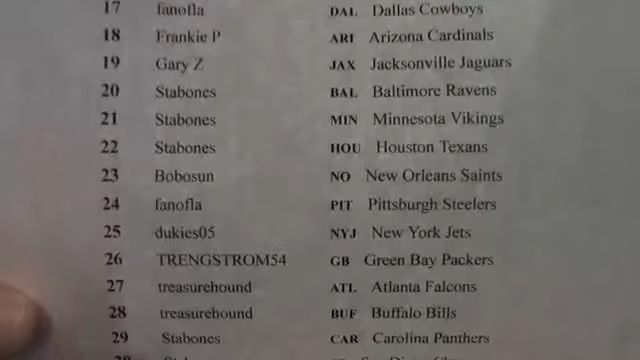 17 fanofla DAL Dallas Cowboys
18 Frankie P ARI Arizona Cardinals
19 Gary Z JAX Jacksonville Jaguars
20 Stabones BAL Baltimore Ravens
21 Stabones MIN Minnesota Vikings
22 Stabones HOU Houston Texans
23 Bobosun NO New Orleans Saints
24 fanofla PIT Pittsburgh Steelers
25 dukies05 NYJ New York Jets
26 TRENGSTROM54 GB Green Bay Packers
27 treasurehound ATL Atlanta Falcons
28 treasurehound BUF Buffalo Bills
29 Stabones CAR Carolina Panthers